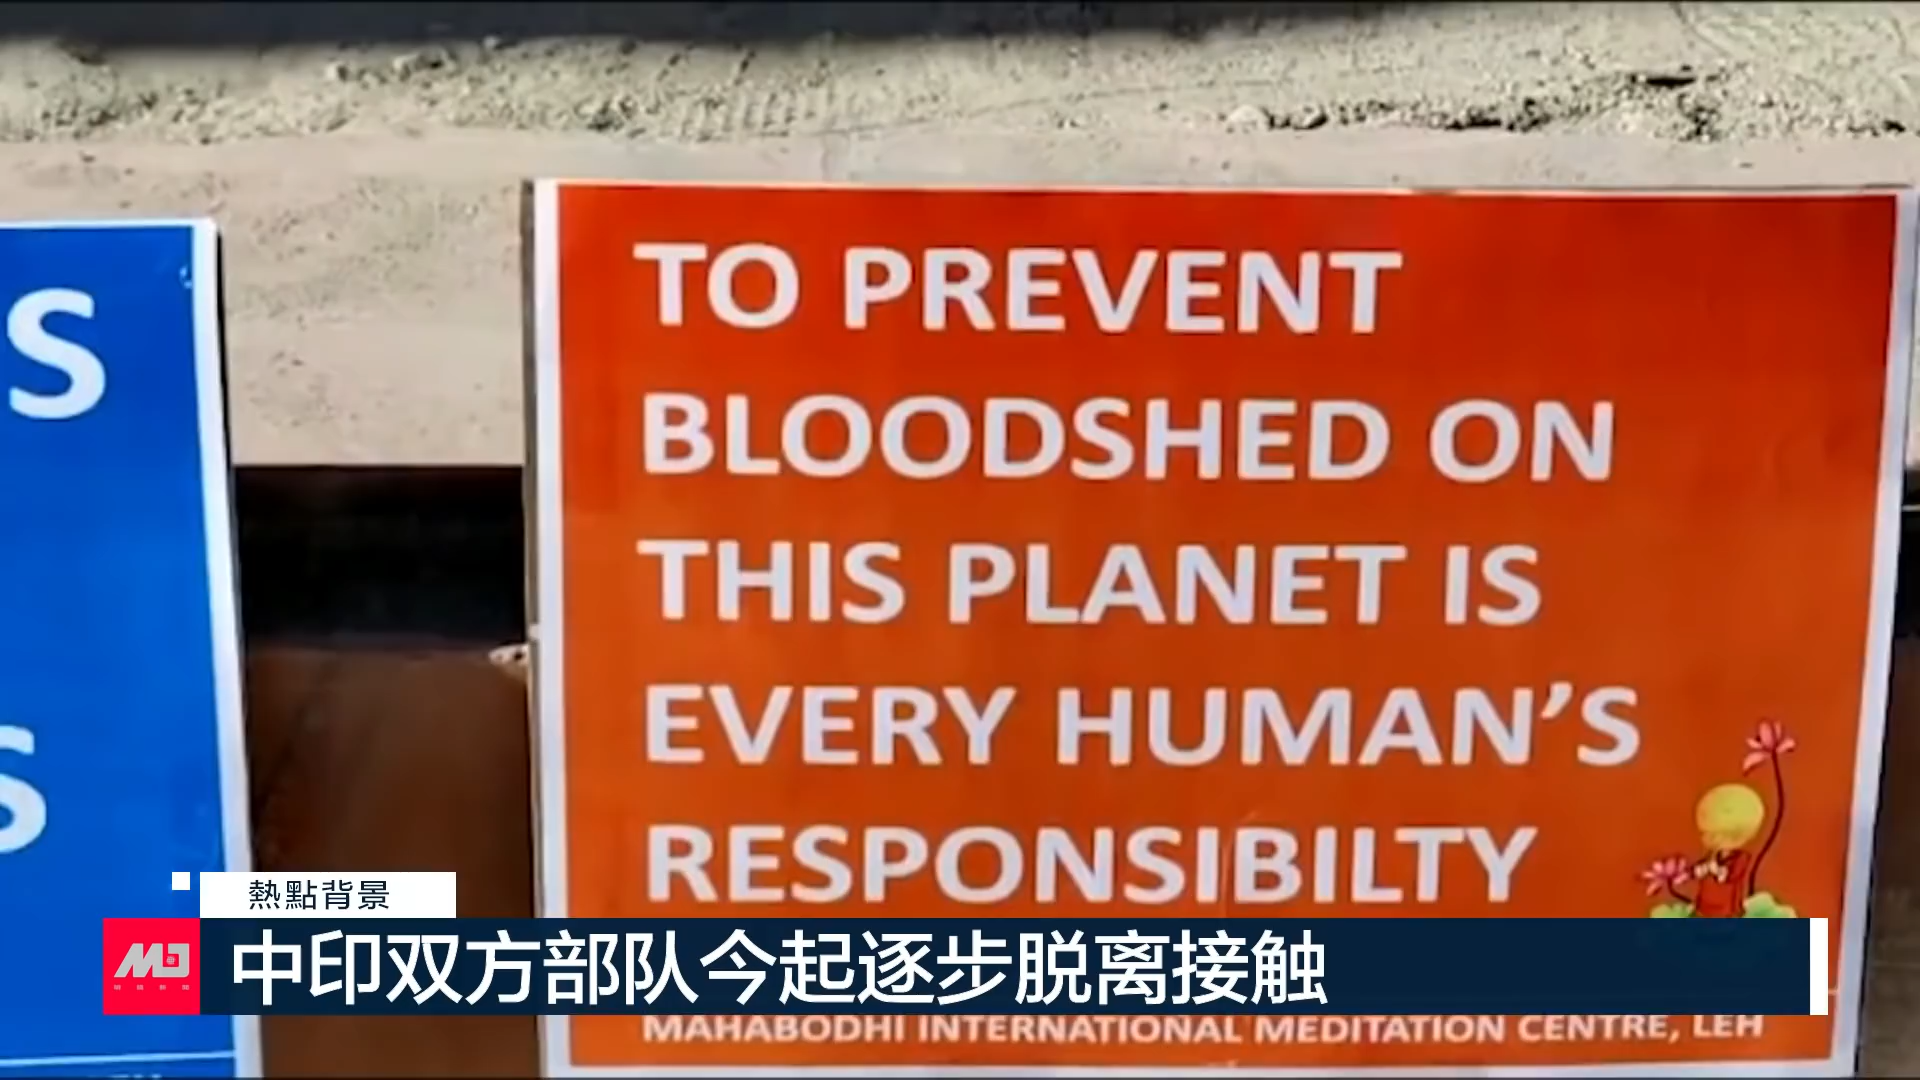 TO PREVENT
BLOODSHED ON
THIS PLANET IS
EVERY HUMAN'S
RESPONSIBILTY
MAHABODHI INTERNATIONAL MEDITATION CENTRE, LEH
S
S
熱點背景
中印双方部队今起逐步脱离接触